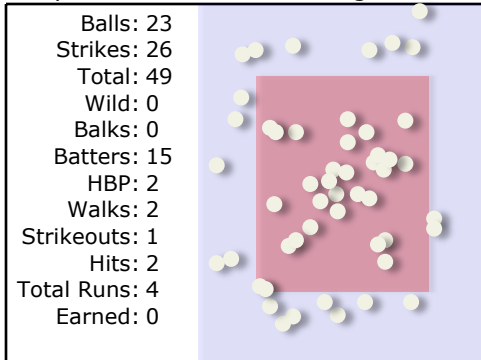 Balls: 23
Strikes: 26
Total: 49
Wild: 0
Balks: 0
Batters: 15
HBP: 2
Walks: 2
Strikeouts: 1
Hits: 2
Total Runs: 4
Earned: 0